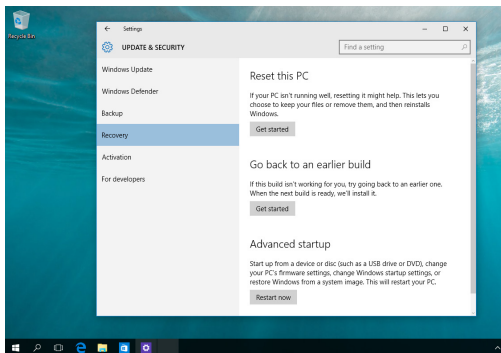 Recycle Bin
Settings
UPDATE & SECURITY
Find a setting
Windows Update
Windows Defender
Backup
Recovery
Activation
For developers
Reset this PC
If your PC isn't running well, resetting it might help. This lets you
choose to keep your files or remove them, and then reinstalls
Windows.
Get started
Go back to an earlier build
If this build isn't working for you, try going back to an earlier one.
When the next build is ready, we'll install it.
Get started
Advanced startup
Start up from a device or disc (such as a USB drive or DVD), change
your PC's firmware settings, change Windows startup settings, or
restore Windows from a system image. This will restart your PC.
Restart now